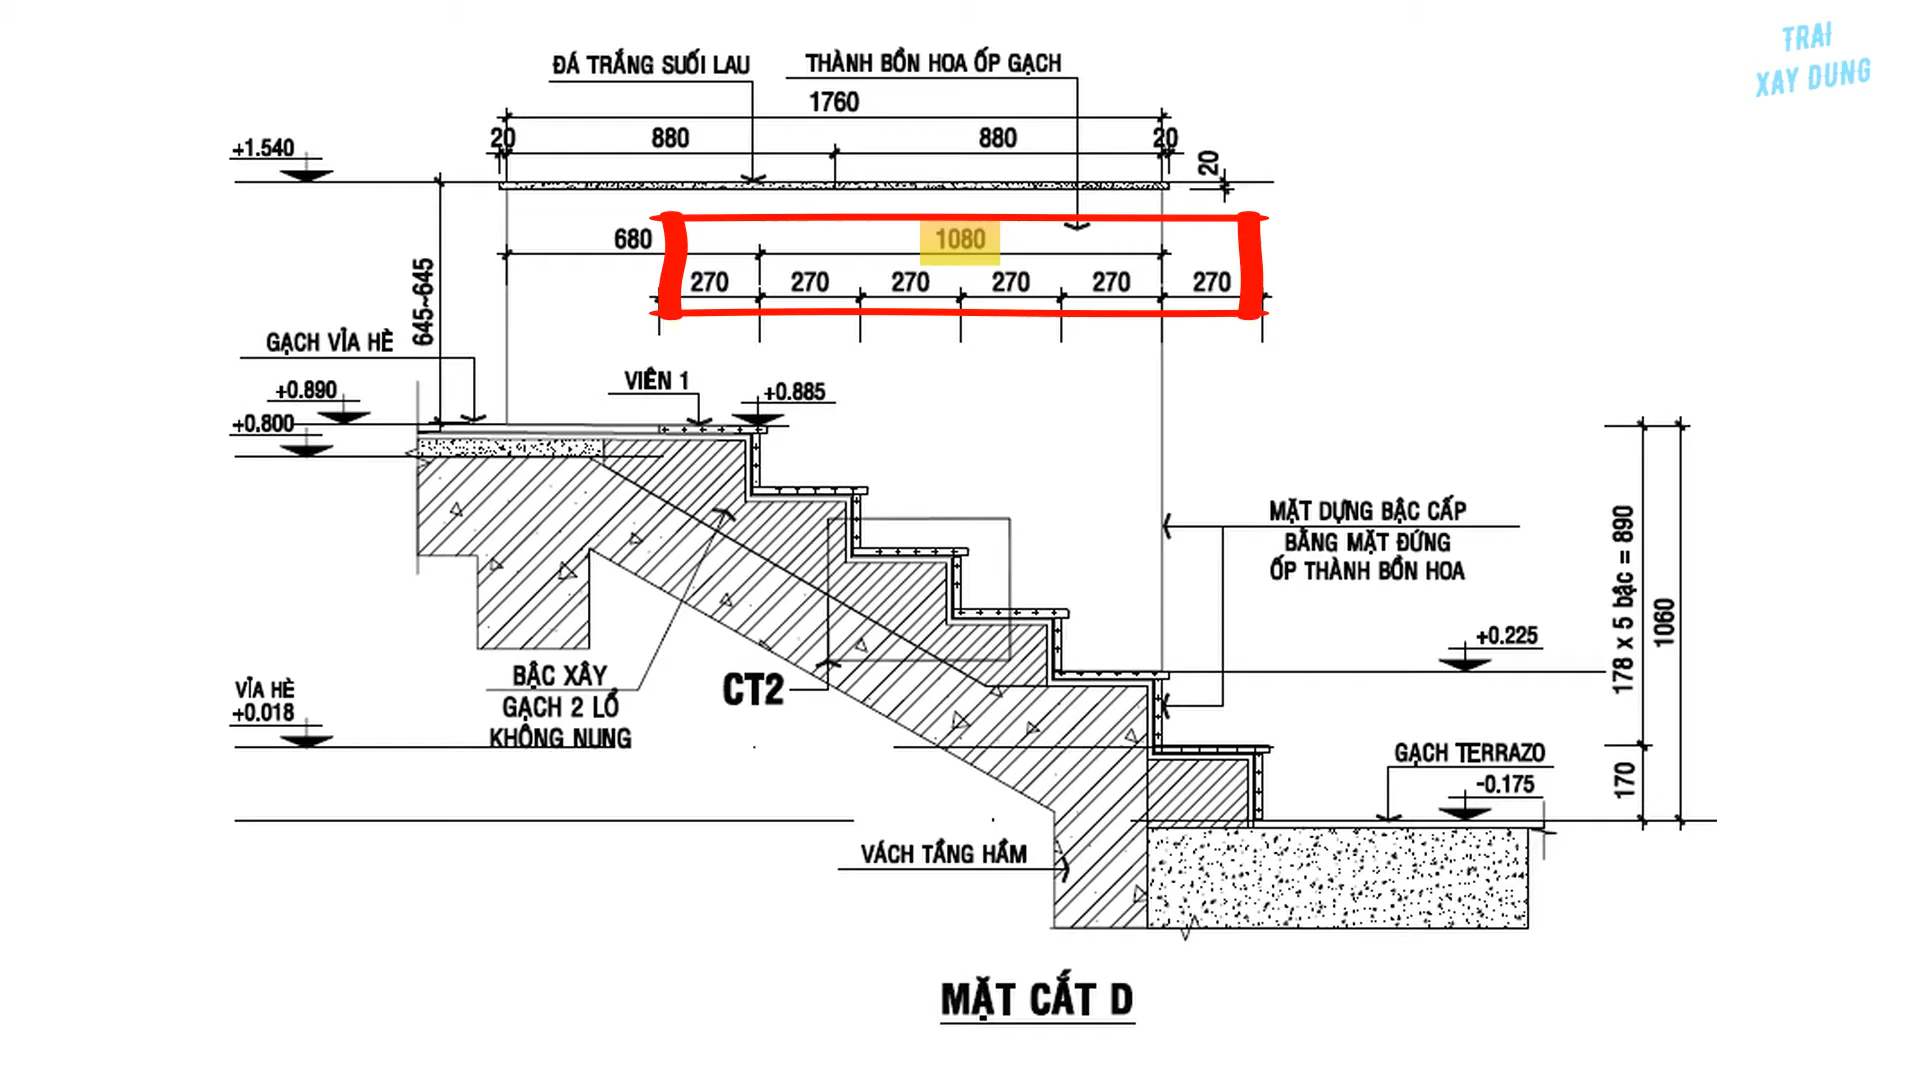 TRAI
XAY DUNG
ĐÁ TRẮNG SUỐI LAU
THÀNH BỒN HOA ỐP GẠCH
1760
20
880
880
20
20
+1.540
680
1080
270
270
270
270
270
270
645~645
GẠCH VỈA HÈ
VIÊN 1
+0.890
+0.885
+0.800
MẶT DỰNG BẬC CẤP
BẰNG MẶT ĐỨNG
ỐP THÀNH BỒN HOA
178 x 5 bậc = 890
1060
+0.225
BẬC XÂY
GẠCH 2 LỖ
KHÔNG NUNG
CT2
VỈA HÈ
+0.018
GẠCH TERRAZO
-0.175
170
VÁCH TẦNG HẦM
MẶT CẮT D